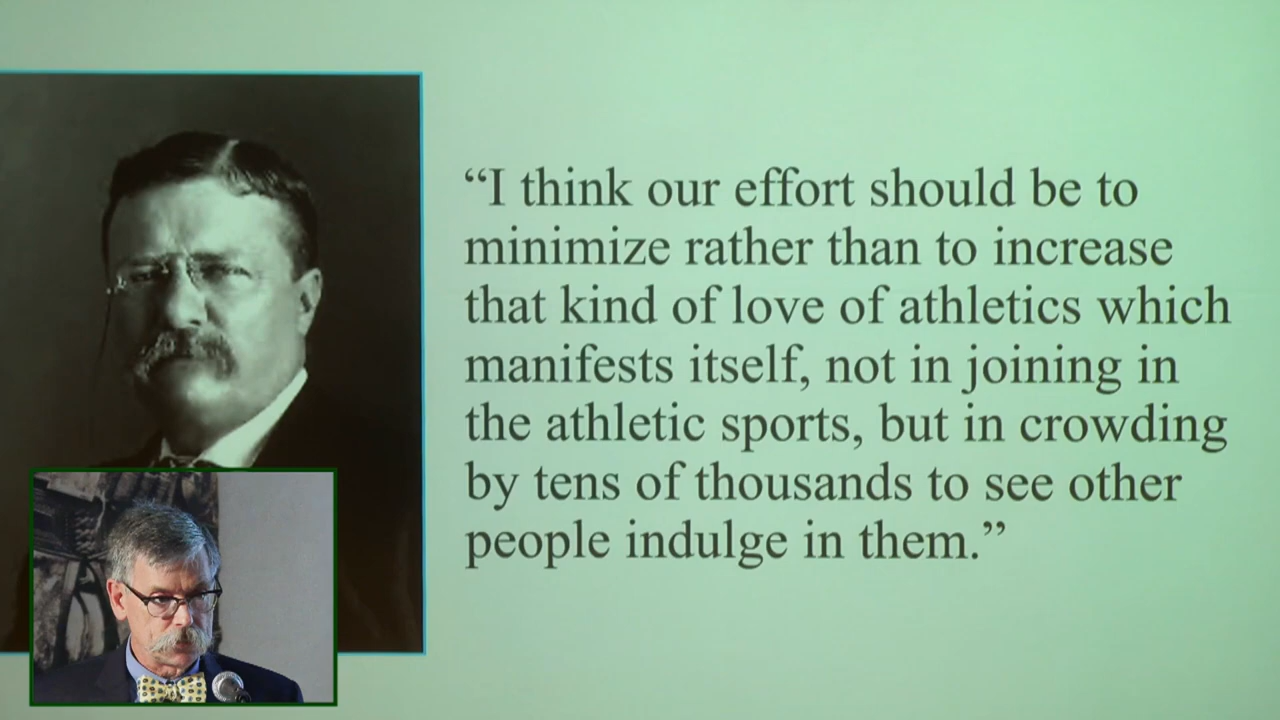 “I think our effort should be to
minimize rather than to increase
that kind of love of athletics which
manifests itself, not in joining in
the athletic sports, but in crowding
by tens of thousands to see other
people indulge in them.”